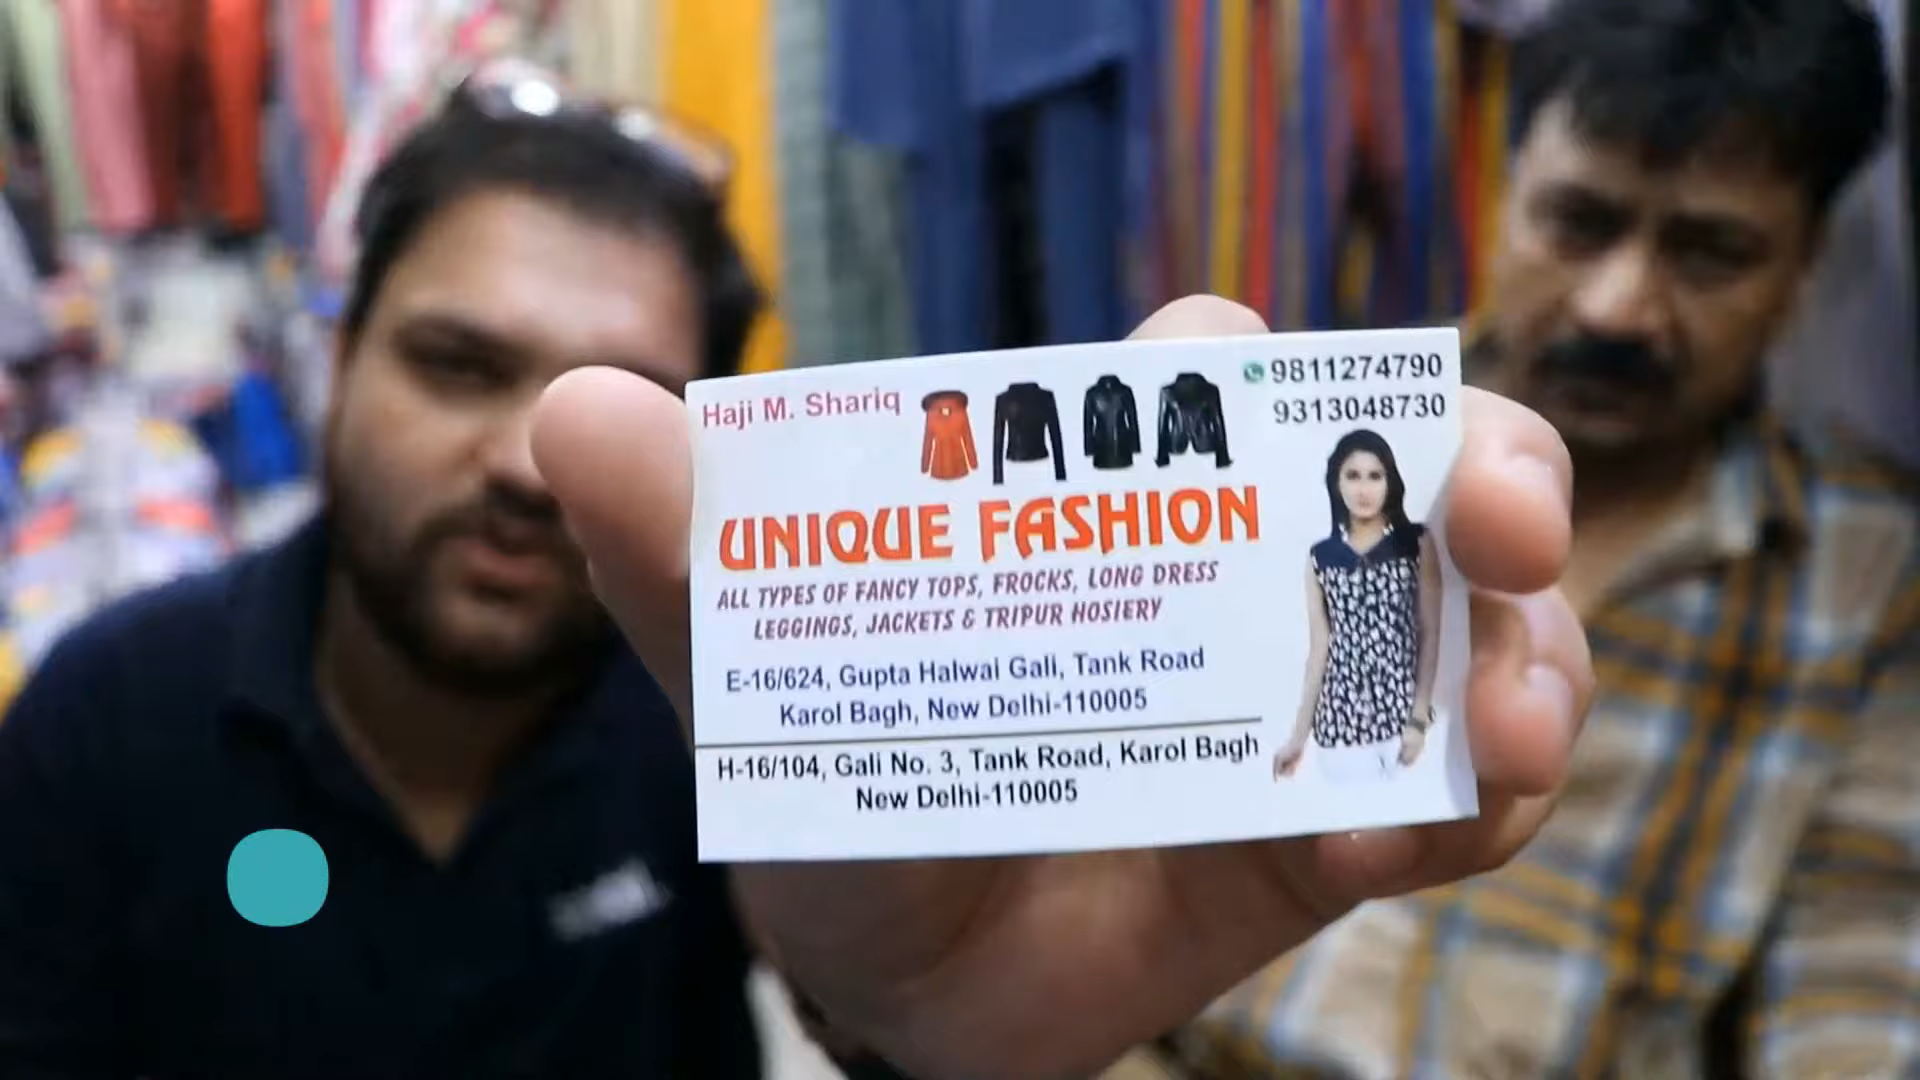 Haji M. Shariq
9811274790
9313048730
UNIQUE FASHION
ALL TYPES OF FANCY TOPS, FROCKS, LONG DRESS
LEGGINGS, JACKETS & TRIPUR HOSIERY
E-16/624, Gupta Halwai Gali, Tank Road
Karol Bagh, New Delhi-110005
H-16/104, Gali No. 3, Tank Road, Karol Bagh
New Delhi-110005